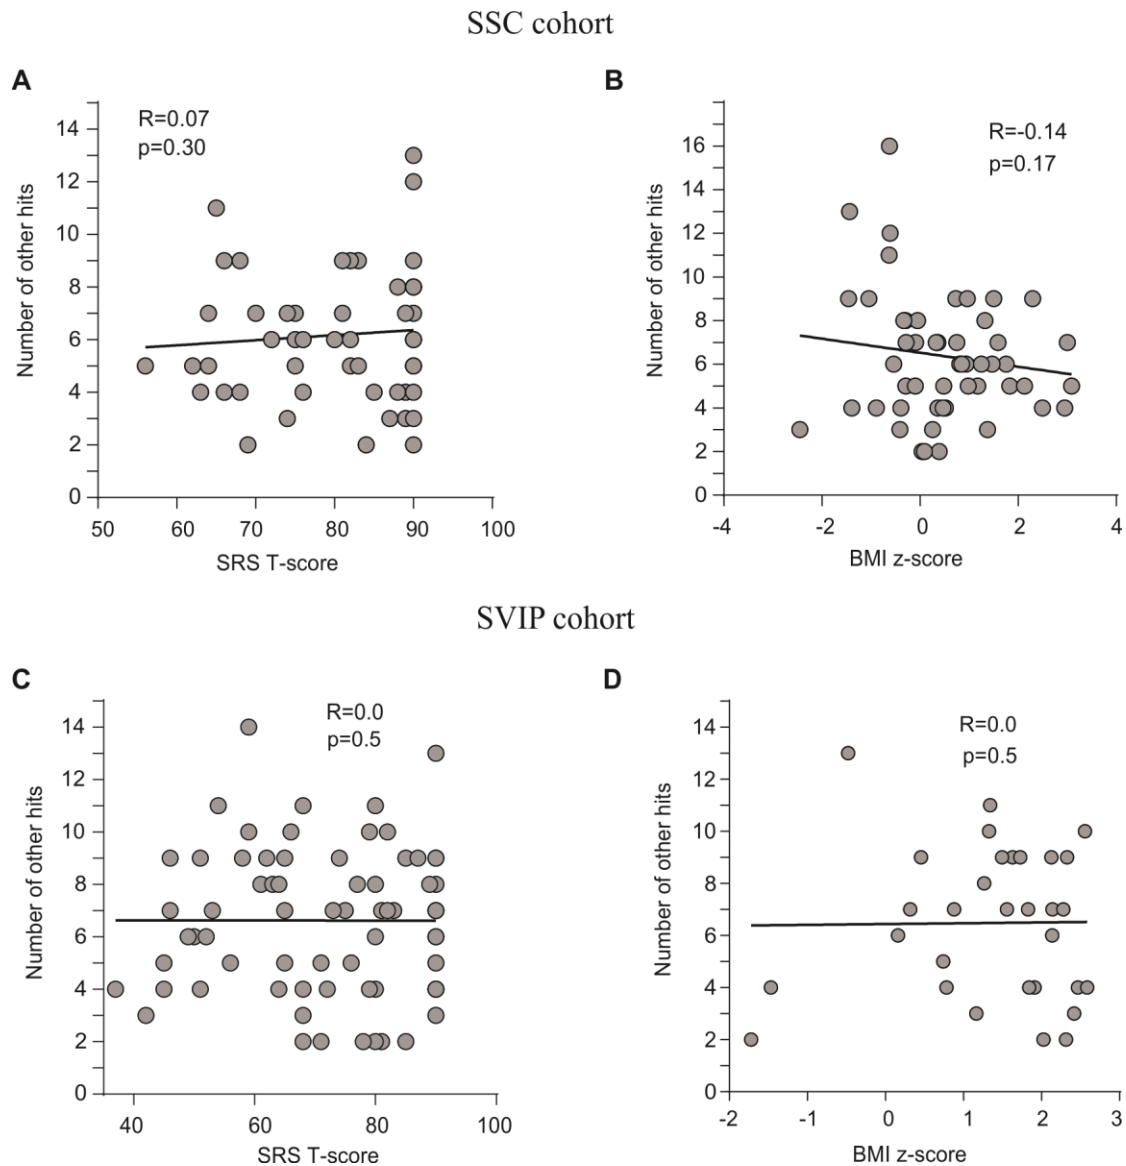 SSC cohort
A
B
R=0.07
p=0.30
R=-0.14
p=0.17
Number of other hits
14
12
10
8
6
4
2
0
50 60 70 80 90 100
SRS T-score
Number of other hits
16
14
12
10
8
6
4
2
0
-4 -2 0 2 4
BMI z-score
SVIP cohort
C
D
R=0.0
p=0.5
R=0.0
p=0.5
Number of other hits
14
12
10
8
6
4
2
0
40 60 80 100
SRS T-score
Number of other hits
14
12
10
8
6
4
2
0
-2 -1 0 1 2 3
BMI z-score